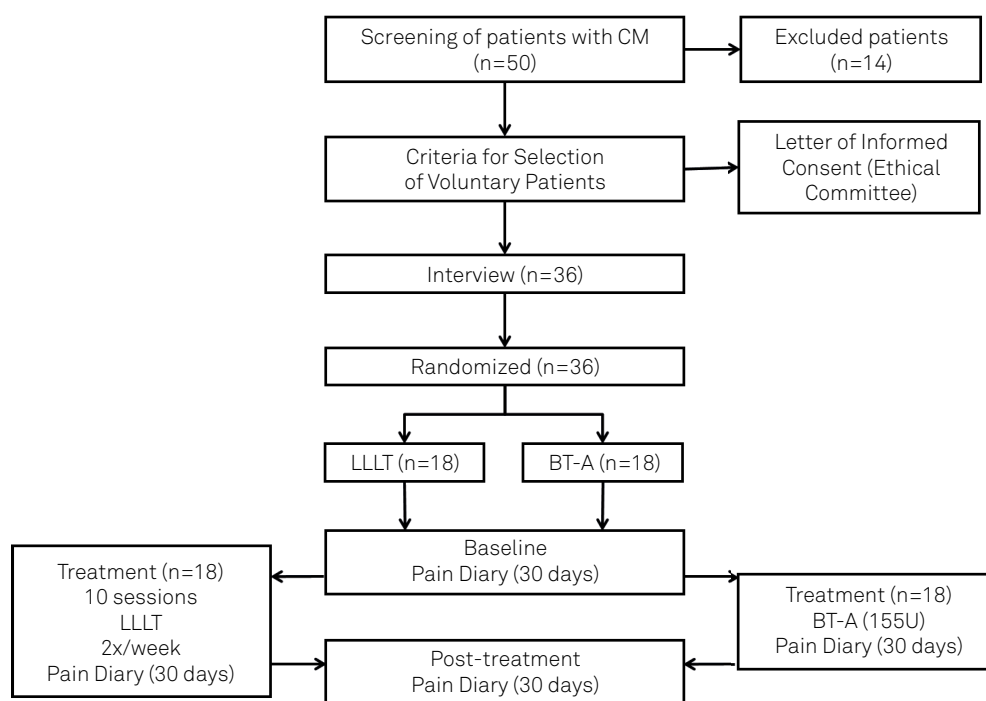 Screening of patients with CM
(n=50)
Excluded patients
(n=14)
Criteria for Selection
of Voluntary Patients
Letter of Informed
Consent (Ethical
Committee)
Interview (n=36)
Randomized (n=36)
LLLT (n=18)
BT-A (n=18)
Baseline
Pain Diary (30 days)
Treatment (n=18)
10 sessions
LLLT
2x/week
Pain Diary (30 days)
Treatment (n=18)
BT-A (155U)
Pain Diary (30 days)
Post-treatment
Pain Diary (30 days)